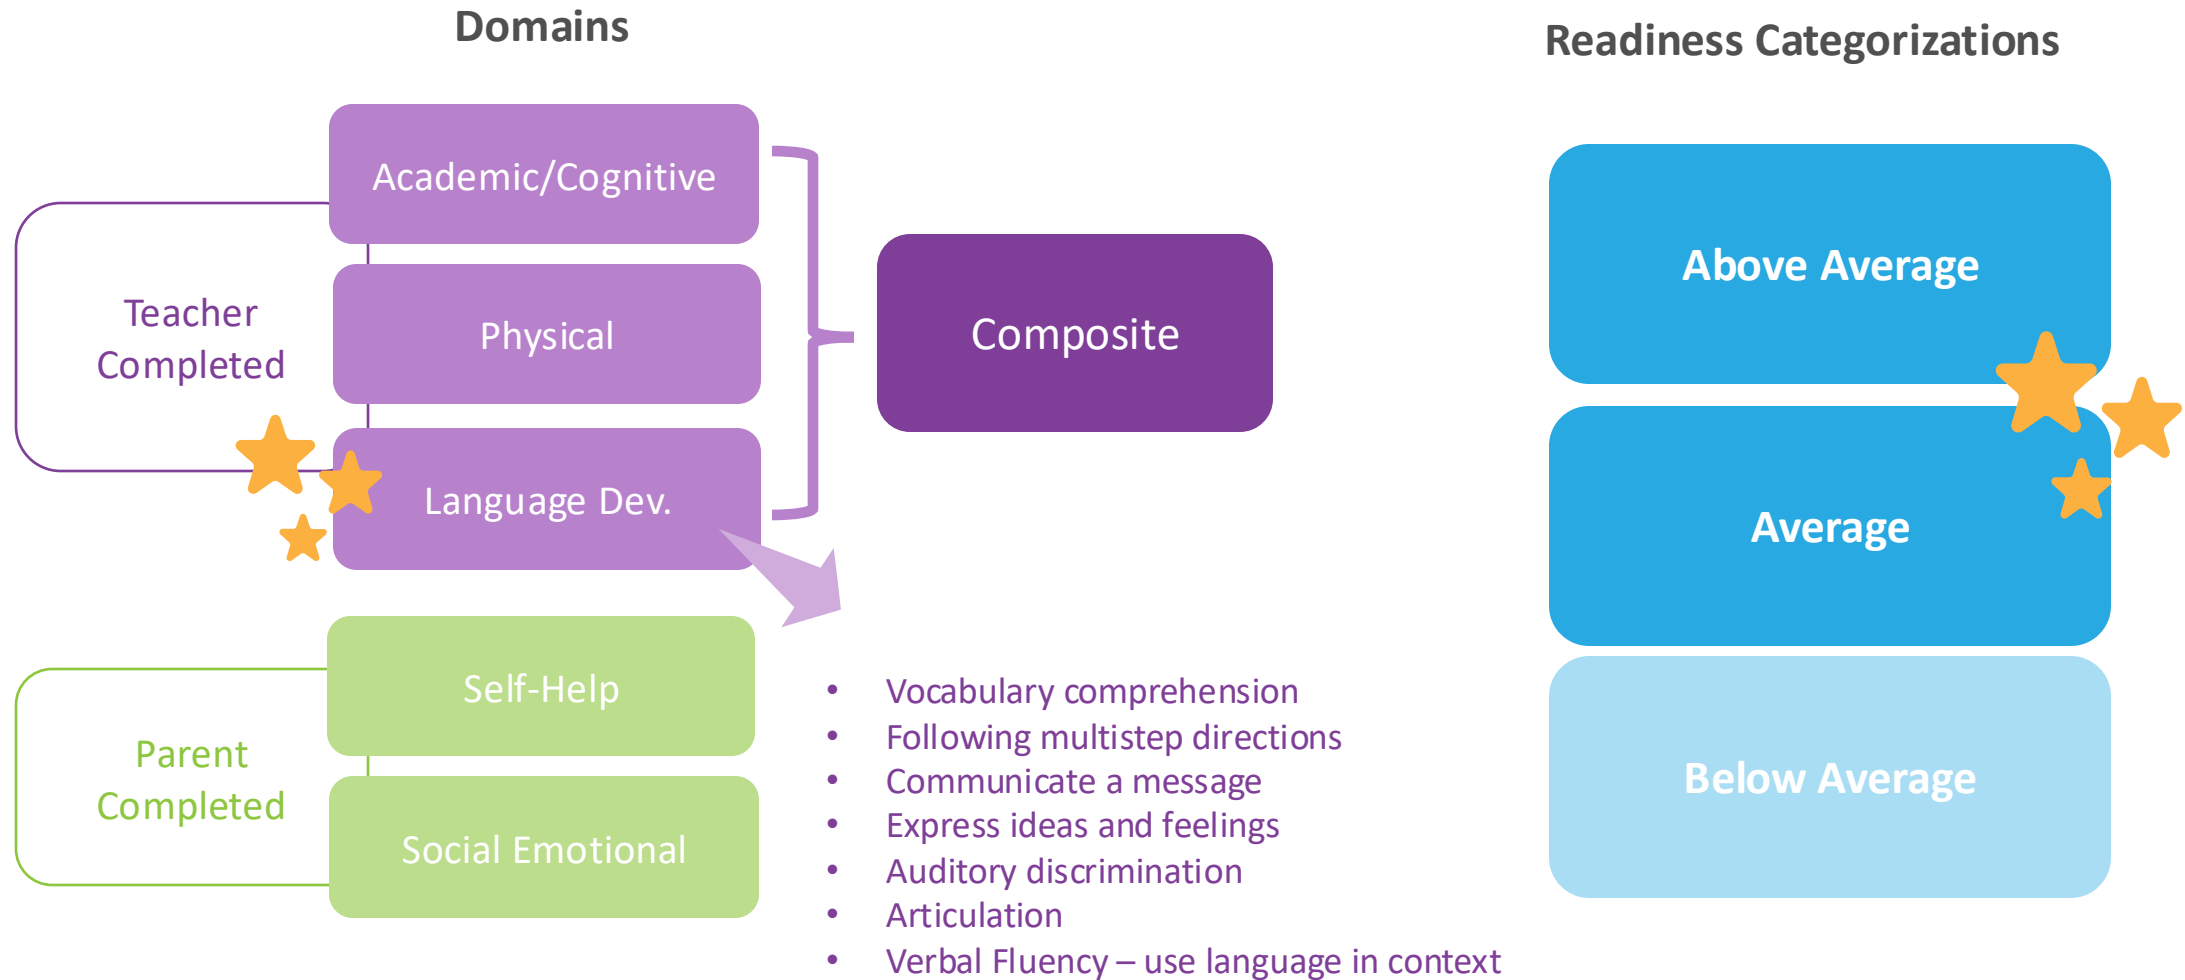 Domains
Readiness Categorizations
Academic/Cognitive
Teacher
Completed
Physical
Language Dev.
Composite
Parent
Completed
Self-Help
Social Emotional
• Vocabulary comprehension
• Following multistep directions
• Communicate a message
• Express ideas and feelings
• Auditory discrimination
• Articulation
• Verbal Fluency – use language in context
Above Average
Average
Below Average